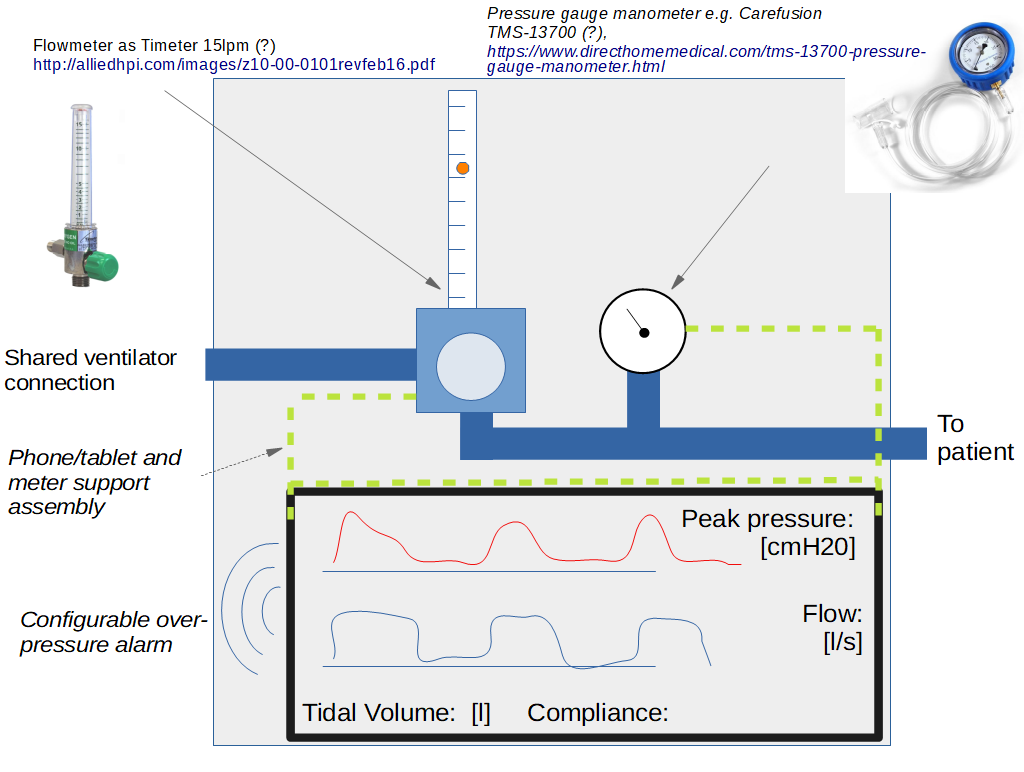 Pressure gauge manometer e.g. Carefusion
TMS-13700 (?),
https://www.directhomemedical.com/tms-13700-pressure-
gauge-manometer.html
Flowmeter as Timeter 15lpm (?)
http://alliedhpi.com/images/z10-00-0101revfeb16.pdf
Shared ventilator
connection
To
patient
Phone/tablet and
meter support
assembly
Peak pressure:
[cmH20]
Configurable over-
pressure alarm
Flow:
[l/s]
Tidal Volume: [l] Compliance: